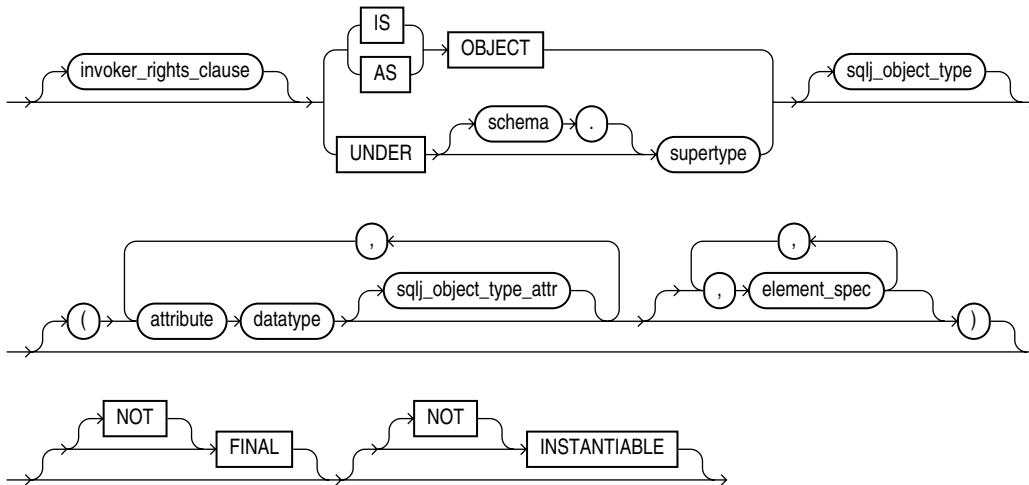 invoker_rights_clause IS OBJECT sqlj_object_type
AS
UNDER schema . supertype
,
,
( attribute datatype sqlj_object_type_attr , element_spec )
NOT FINAL NOT INSTANTIABLE